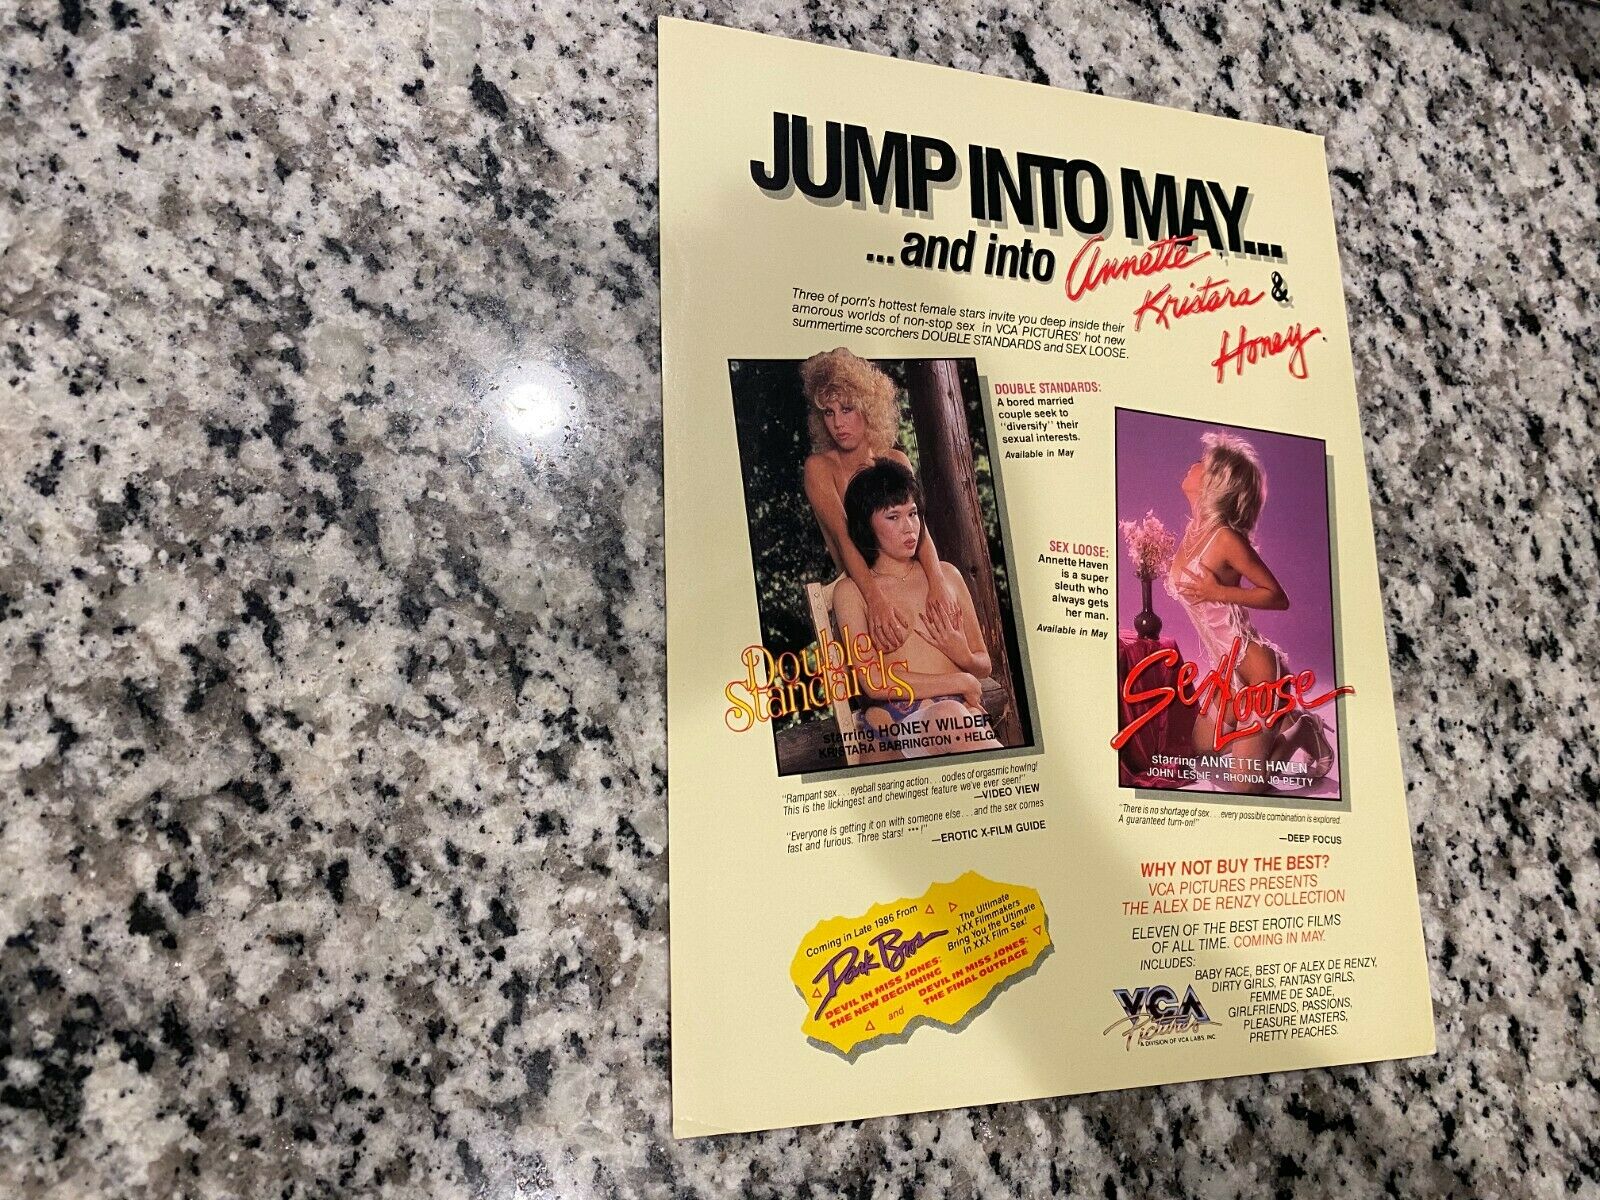 JUMP INTO MAY...
...and into Annette
Kristara &
Honey.
Three of porn's hottest female stars invite you deep inside their
amorous worlds of non-stop sex in VCA PICTURES' hot new
summertime scorchers DOUBLE STANDARDS and SEX LOOSE.
DOUBLE STANDARDS:
A bored married
couple seek to
"diversify" their
sexual interests.
Available in May
SEX LOOSE:
Annette Haven
is a super
sleuth who
always gets
her man.
Available in May
Double
Standards
starring HONEY WILDER
KRISTARA BARRINGTON • HELGA
Sex Loose
starring ANNETTE HAVEN
JOHN LESLIE • RHONDA JO PETTY
"Rampant sex...eyeball searing action...oodles of orgasmic howling!
This is the lickingest and chewingest feature we've ever seen!"
—VIDEO VIEW
"Everyone is getting it on with someone else...and the sex comes
fast and furious. Three stars! ***!"
—EROTIC X-FILM GUIDE
"There is no shortage of sex...every possible combination is explored.
A guaranteed turn-on!"
—DEEP FOCUS
WHY NOT BUY THE BEST?
VCA PICTURES PRESENTS
THE ALEX DE RENZY COLLECTION
ELEVEN OF THE BEST EROTIC FILMS
OF ALL TIME. COMING IN MAY.
INCLUDES:
BABY FACE, BEST OF ALEX DE RENZY,
DIRTY GIRLS, FANTASY GIRLS,
FEMME DE SADE,
GIRLFRIENDS, PASSIONS,
PLEASURE MASTERS,
PRETTY PEACHES.
Coming in Late 1986 From
Dark Bros.
The Ultimate
XXX Filmmakers
Bring You the Ultimate
in XXX Film Sex!
DEVIL IN MISS JONES:
THE NEW BEGINNING
and
DEVIL IN MISS JONES:
THE FINAL OUTRAGE
VCA
Pictures
A DIVISION OF VCA LABS, INC.